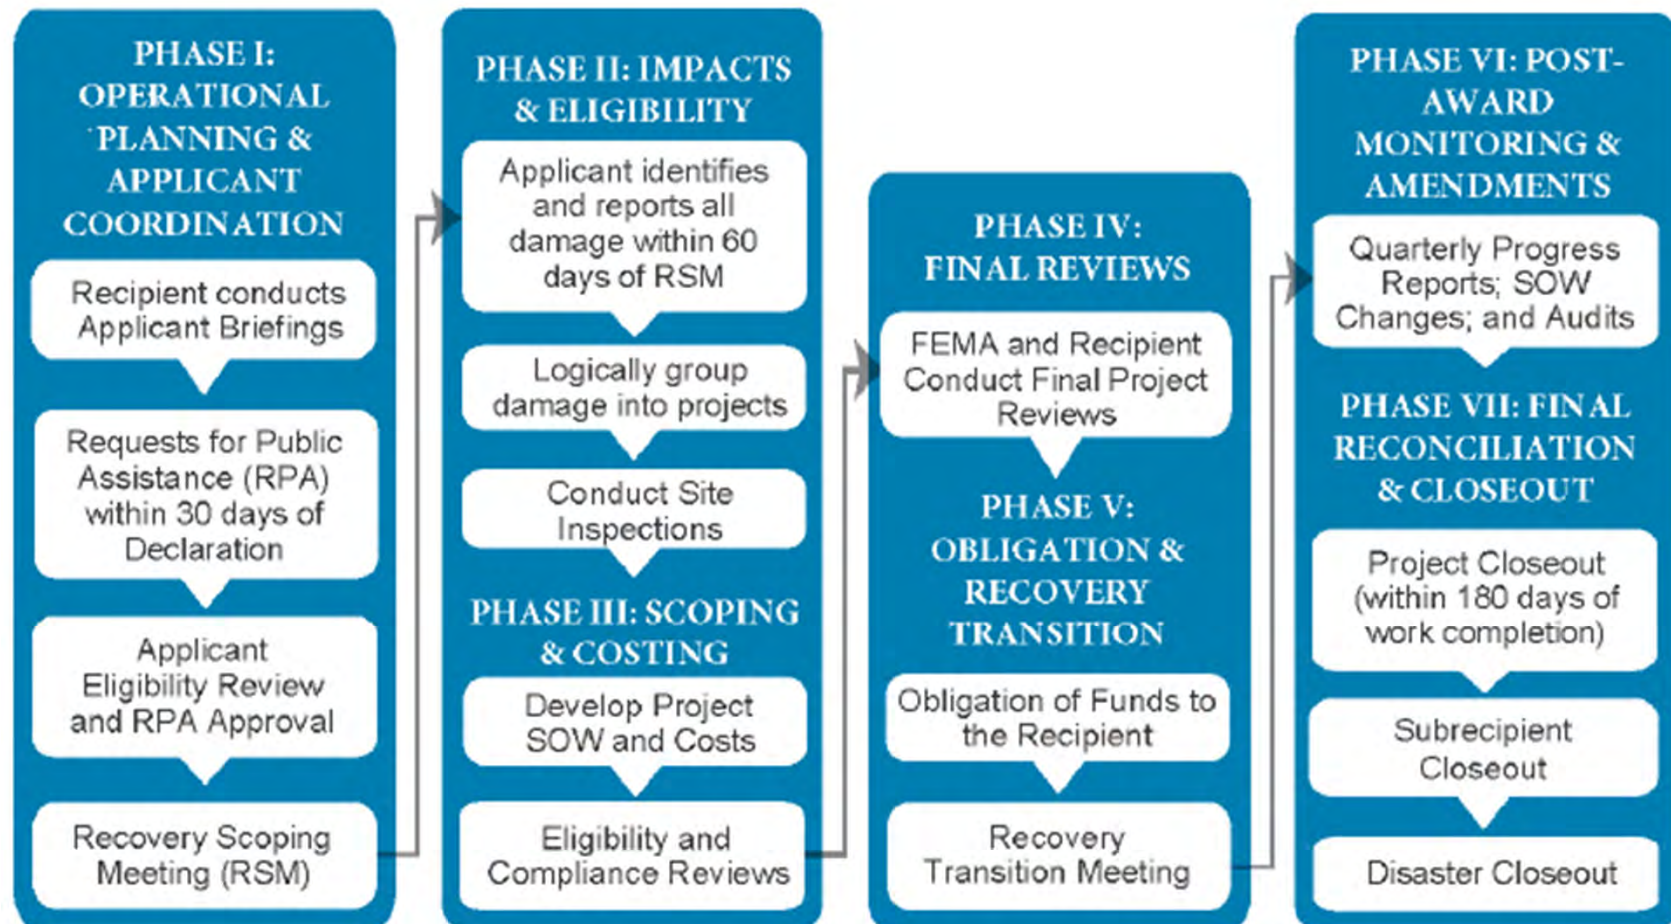 PHASE I:
OPERATIONAL
PLANNING &
APPLICANT
COORDINATION
Recipient conducts
Applicant Briefings
Requests for Public
Assistance (RPA)
within 30 days of
Declaration
Applicant
Eligibility Review
and RPA Approval
Recovery Scoping
Meeting (RSM)
PHASE II: IMPACTS
& ELIGIBILITY
Applicant identifies
and reports all
damage within 60
days of RSM
Logically group
damage into projects
Conduct Site
Inspections
PHASE III: SCOPING
& COSTING
Develop Project
SOW and Costs
Eligibility and
Compliance Reviews
PHASE IV:
FINAL REVIEWS
FEMA and Recipient
Conduct Final Project
Reviews
PHASE V:
OBLIGATION &
RECOVERY
TRANSITION
Obligation of Funds to
the Recipient
Recovery
Transition Meeting
PHASE VI: POST-
AWARD
MONITORING &
AMENDMENTS
Quarterly Progress
Reports; SOW
Changes; and Audits
PHASE VII: FINAL
RECONCILIATION
& CLOSEOUT
Project Closeout
(within 180 days of
work completion)
Subrecipient
Closeout
Disaster Closeout